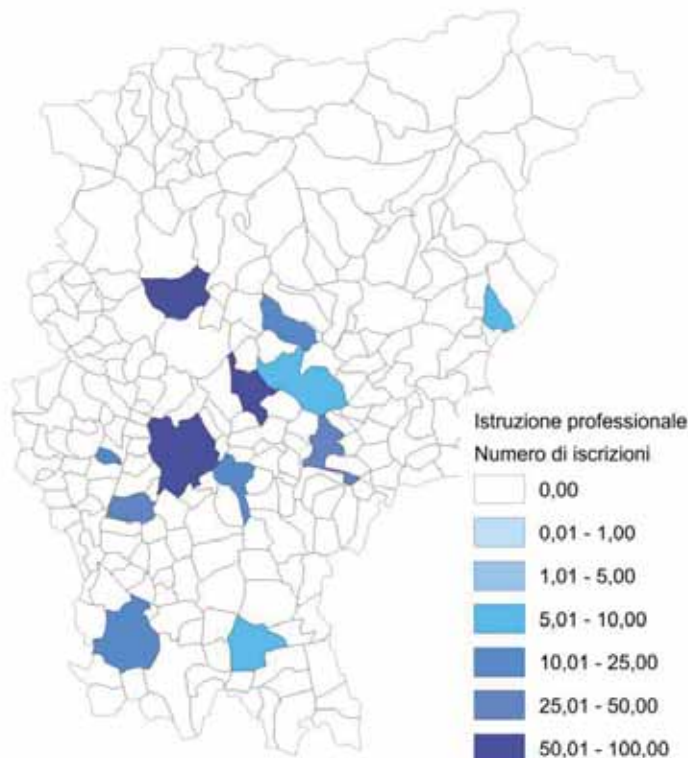 Istruzione professionale
Numero di iscrizioni
0,00
0,01 - 1,00
1,01 - 5,00
5,01 - 10,00
10,01 - 25,00
25,01 - 50,00
50,01 - 100,00